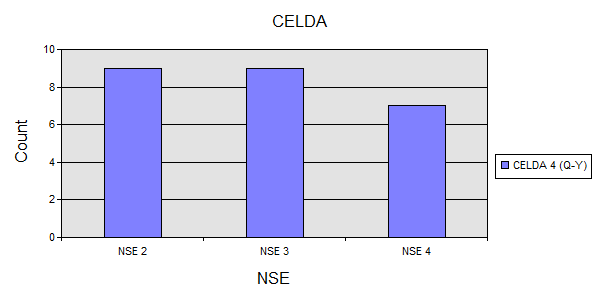 CELDA
10
8
6
4
2
0
Count
NSE 2
NSE 3
NSE 4
NSE
CELDA 4 (Q-Y)